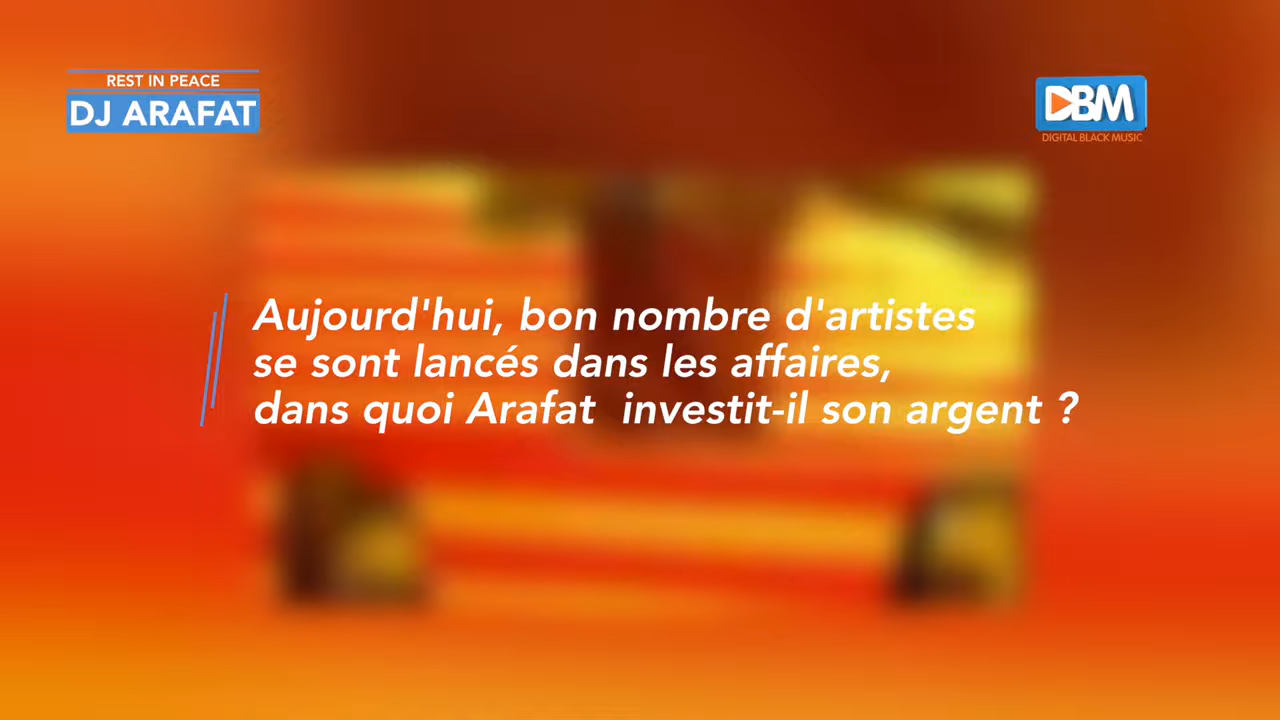 REST IN PEACE
DJ ARAFAT
DBM
DIGITAL BLACK MUSIC
Aujourd'hui, bon nombre d'artistes
se sont lancés dans les affaires,
dans quoi Arafat  investit-il son argent ?